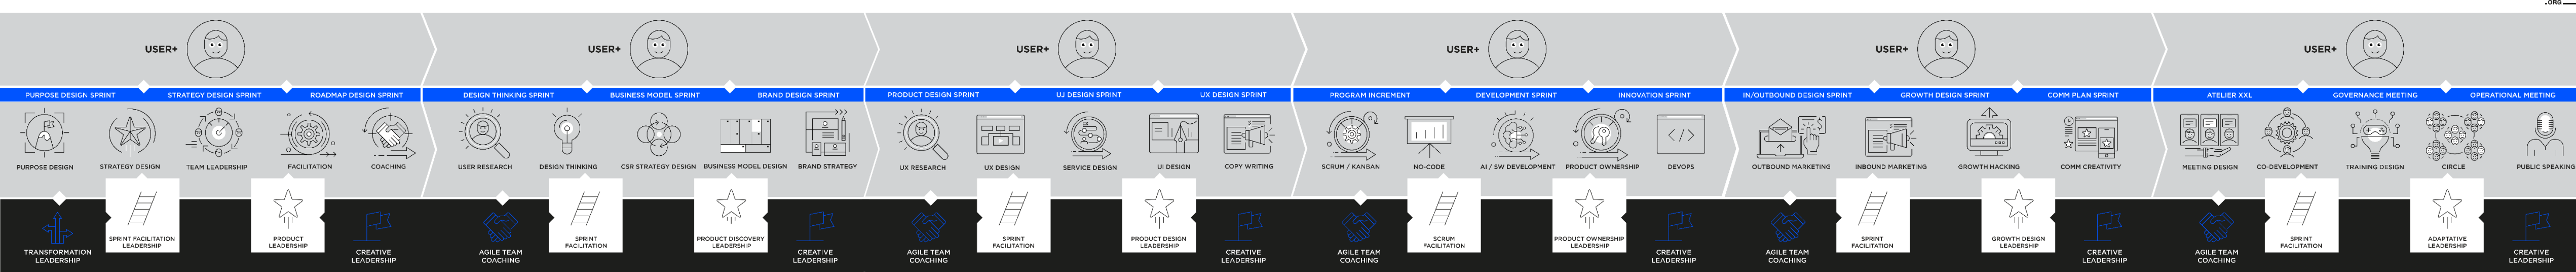 .ORG
USER+
USER+
USER+
USER+
USER+
USER+
PURPOSE DESIGN SPRINT
STRATEGY DESIGN SPRINT
ROADMAP DESIGN SPRINT
DESIGN THINKING SPRINT
BUSINESS MODEL SPRINT
BRAND DESIGN SPRINT
PRODUCT DESIGN SPRINT
UJ DESIGN SPRINT
UX DESIGN SPRINT
PROGRAM INCREMENT
DEVELOPMENT SPRINT
INNOVATION SPRINT
IN/OUTBOUND DESIGN SPRINT
GROWTH DESIGN SPRINT
COMM PLAN SPRINT
ATELIER XXL
GOVERNANCE MEETING
OPERATIONAL MEETING
PURPOSE DESIGN
STRATEGY DESIGN
TEAM LEADERSHIP
FACILITATION
COACHING
USER RESEARCH
DESIGN THINKING
CSR STRATEGY DESIGN
BUSINESS MODEL DESIGN
BRAND STRATEGY
UX RESEARCH
UX DESIGN
SERVICE DESIGN
UI DESIGN
COPY WRITING
SCRUM / KANBAN
NO-CODE
AI / SW DEVELOPMENT
PRODUCT OWNERSHIP
DEVOPS
OUTBOUND MARKETING
INBOUND MARKETING
GROWTH HACKING
COMM CREATIVITY
MEETING DESIGN
CO-DEVELOPMENT
TRAINING DESIGN
CIRCLE
PUBLIC SPEAKING
TRANSFORMATION
LEADERSHIP
SPRINT FACILITATION
LEADERSHIP
PRODUCT
LEADERSHIP
CREATIVE
LEADERSHIP
AGILE TEAM
COACHING
SPRINT
FACILITATION
PRODUCT DISCOVERY
LEADERSHIP
CREATIVE
LEADERSHIP
AGILE TEAM
COACHING
SPRINT
FACILITATION
PRODUCT DESIGN
LEADERSHIP
CREATIVE
LEADERSHIP
AGILE TEAM
COACHING
SCRUM
FACILITATION
PRODUCT OWNERSHIP
LEADERSHIP
CREATIVE
LEADERSHIP
AGILE TEAM
COACHING
SPRINT
FACILITATION
GROWTH DESIGN
LEADERSHIP
CREATIVE
LEADERSHIP
AGILE TEAM
COACHING
SPRINT
FACILITATION
ADAPTATIVE
LEADERSHIP
CREATIVE
LEADERSHIP